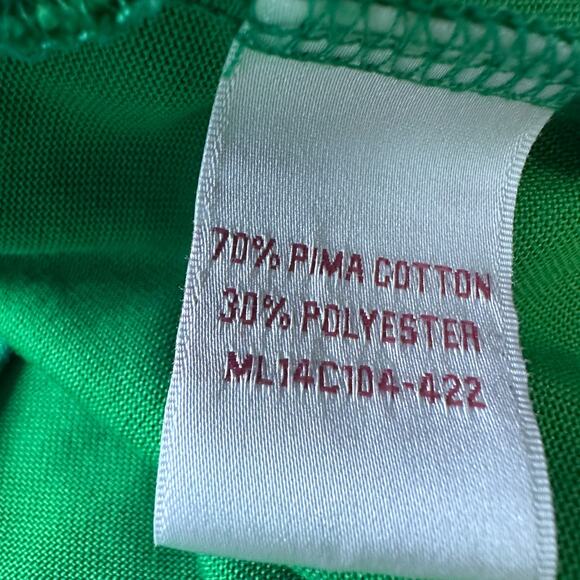 70% PIMA COTTON
30% POLYESTER
ML14C104-422